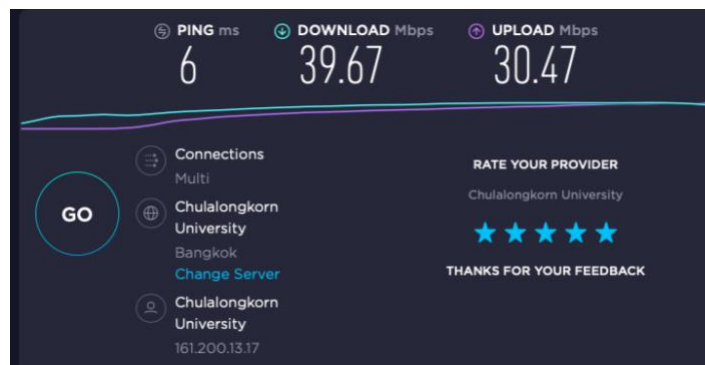 PING ms
DOWNLOAD Mbps
UPLOAD Mbps
6
39.67
30.47
GO
Connections
Multi
Chulalongkorn
University
Bangkok
Change Server
Chulalongkorn
University
161.200.13.17
RATE YOUR PROVIDER
Chulalongkorn University
THANKS FOR YOUR FEEDBACK